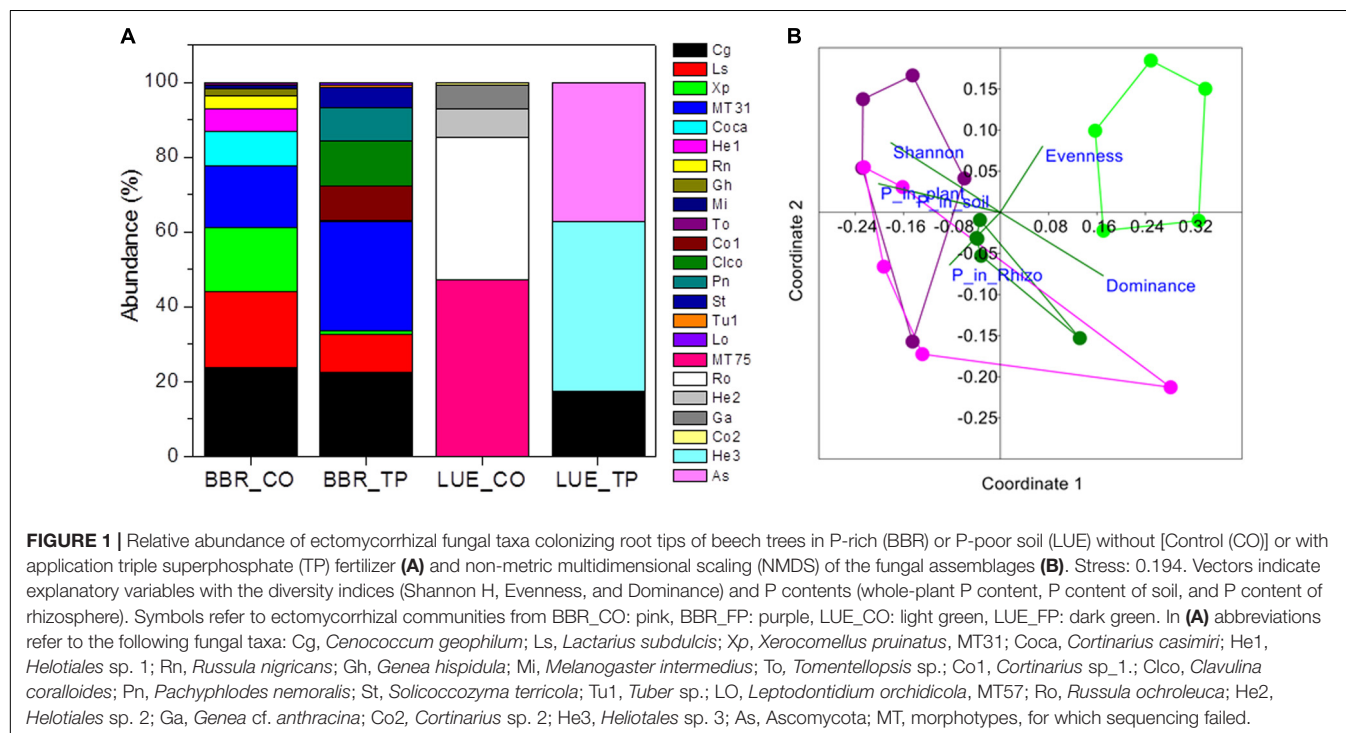 A
Abundance (%)
100
80
60
40
20
0
BBR_CO
BBR_TP
LUE_CO
LUE_TP
Cg
Ls
Xp
MT31
Coca
He1
Rn
Gh
Mi
To
Co1
Clco
Pn
St
Tu1
Lo
MT75
Ro
He2
Ga
Co2
He3
As
B
Coordinate 2
0.15
0.10
0.05
-0.05
-0.10
-0.15
-0.20
-0.25
-0.24
-0.16
-0.08
0.08
0.16
0.24
0.32
Shannon
Evenness
P_in_plant
P_in_soil
P_in_Rhizo
Dominance
Coordinate 1
FIGURE 1 | Relative abundance of ectomycorrhizal fungal taxa colonizing root tips of beech trees in P-rich (BBR) or P-poor soil (LUE) without [Control (CO)] or with
application triple superphosphate (TP) fertilizer (A) and non-metric multidimensional scaling (NMDS) of the fungal assemblages (B). Stress: 0.194. Vectors indicate
explanatory variables with the diversity indices (Shannon H, Evenness, and Dominance) and P contents (whole-plant P content, P content of soil, and P content of
rhizosphere). Symbols refer to ectomycorrhizal communities from BBR_CO: pink, BBR_FP: purple, LUE_CO: light green, LUE_FP: dark green. In (A) abbreviations
refer to the following fungal taxa: Cg, Cenococcum geophilum; Ls, Lactarius subdulcis; Xp, Xerocomellus pruinatus, MT31; Coca, Cortinarius casimiri; He1,
Helotiales sp. 1; Rn, Russula nigricans; Gh, Genea hispidula; Mi, Melanogaster intermedius; To, Tomentellopsis sp.; Co1, Cortinarius sp_1.; Clco, Clavulina
coralloides; Pn, Pachyphlodes nemoralis; St, Solicoccozyma terricola; Tu1, Tuber sp.; LO, Leptodontidium orchidicola, MT57; Ro, Russula ochroleuca; He2,
Helotiales sp. 2; Ga, Genea cf. anthracina; Co2, Cortinarius sp. 2; He3, Heliotales sp. 3; As, Ascomycota; MT, morphotypes, for which sequencing failed.